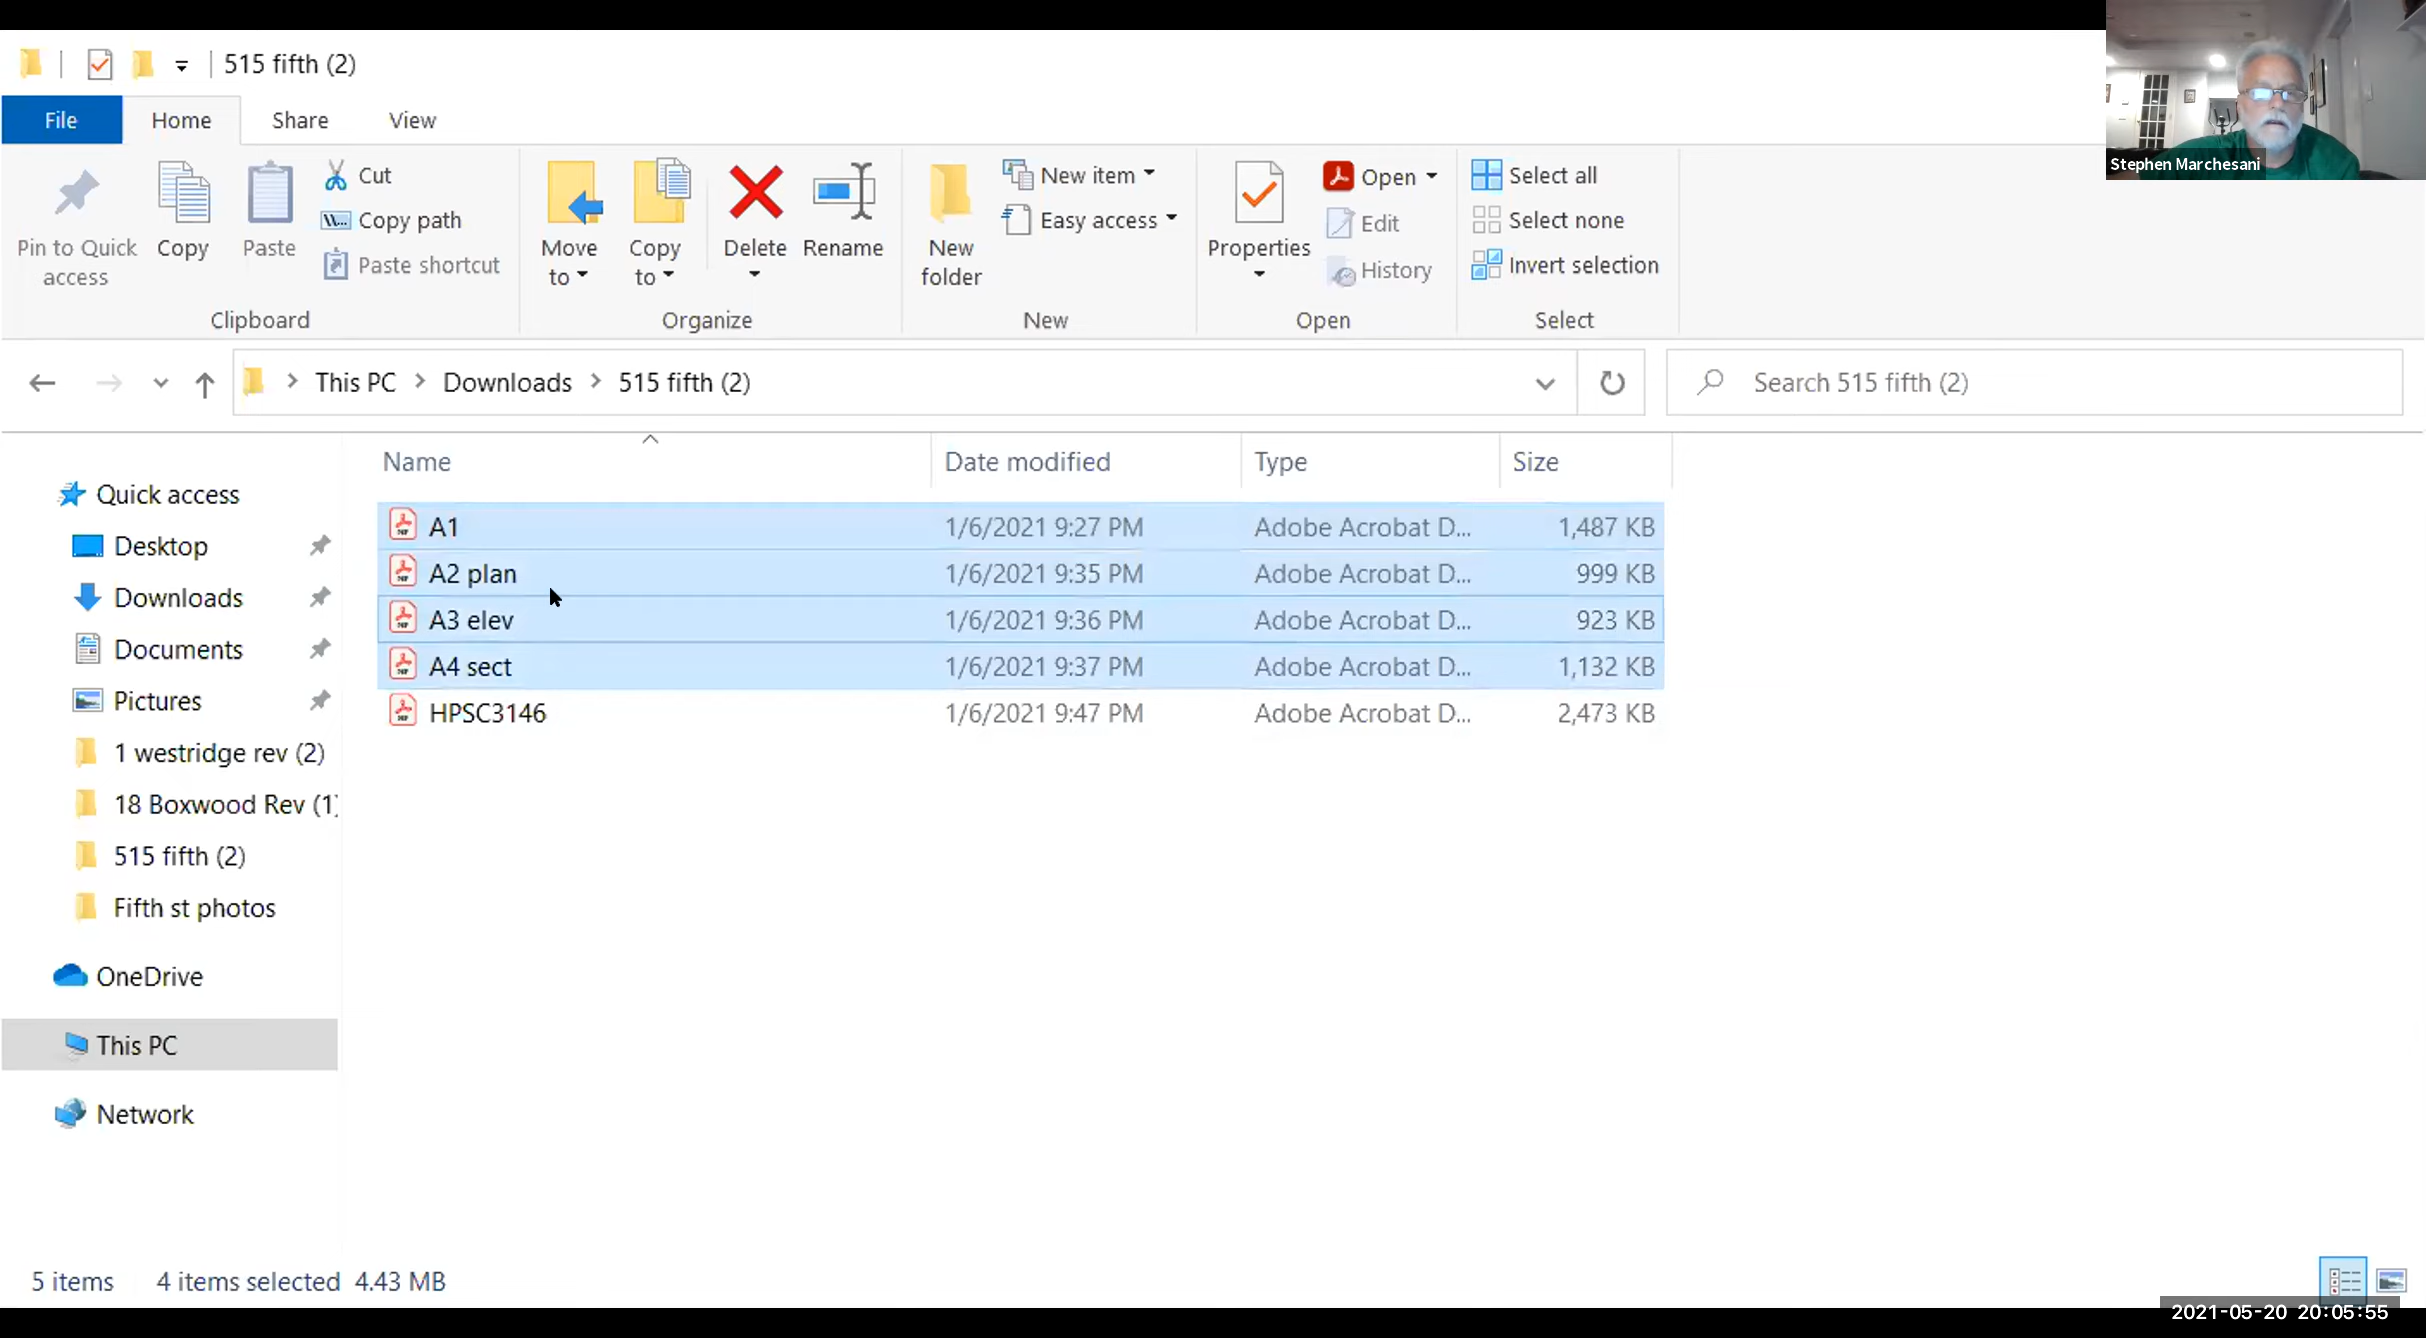 515 fifth (2)
File
Home
Share
View
Pin to Quick
access
Copy
Paste
Cut
Copy path
Paste shortcut
Clipboard
Move
to
Copy
to
Delete
Rename
Organize
New
folder
New item
Easy access
New
Properties
Open
Edit
History
Open
Select all
Select none
Invert selection
Select
Stephen Marchesani
This PC
Downloads
515 fifth (2)
Search 515 fifth (2)
Name Date modified Type Size
A1 1/6/2021 9:27 PM Adobe Acrobat D... 1,487 KB
A2 plan 1/6/2021 9:35 PM Adobe Acrobat D... 999 KB
A3 elev 1/6/2021 9:36 PM Adobe Acrobat D... 923 KB
A4 sect 1/6/2021 9:37 PM Adobe Acrobat D... 1,132 KB
HPSC3146 1/6/2021 9:47 PM Adobe Acrobat D... 2,473 KB
Quick access
Desktop
Downloads
Documents
Pictures
1 westridge rev (2)
18 Boxwood Rev (1)
515 fifth (2)
Fifth st photos
OneDrive
This PC
Network
5 items 4 items selected 4.43 MB
2021-05-20 20:05:55